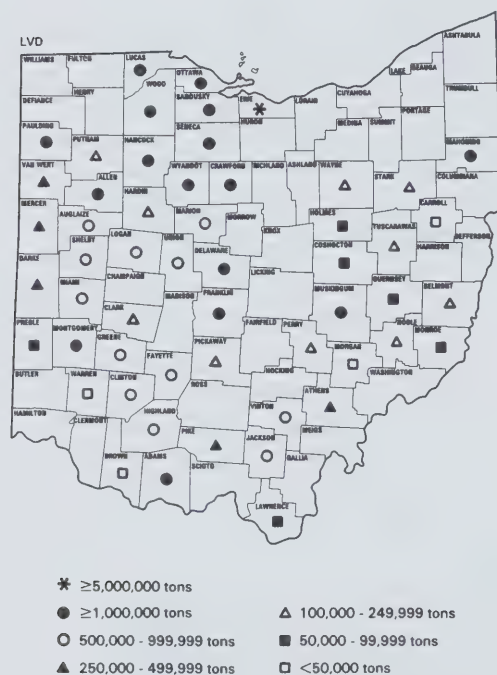 LVD
ASHTABULA
LAKE GEAUGA
WILLIAMS FULTON LUCAS OTTAWA
CUYAHOGA TRUMBULL
HENRY WOOD
DEFIANCE SANDUSKY ERIE LORAIN
PORTAGE
SENECA HURON MEDINA SUMMIT
PAULDING PUTNAM HANCOCK MAHONING
VAN WERT WYANDOT CRAWFORD RICHLAND ASHLAND WAYNE STARK COLUMBIANA
ALLEN
HARDIN CARROLL
MERCER MARION MORROW HOLMES
AUGLAIZE TUSCARAWAS JEFFERSON
LOGAN UNION KNOX COSHOCTON HARRISON
SHELBY DELAWARE
DARKE LICKING
CHAMPAIGN GUERNSEY BELMONT
MIAMI FRANKLIN MUSKINGUM
MADISON
CLARK
PREBLE MONTGOMERY FAIRFIELD PERRY NOBLE MONROE
GREENE PICKAWAY MORGAN
FAYETTE
BUTLER WARREN CLINTON HOCKING WASHINGTON
ROSS
ATHENS
HAMILTON CLERMONT HIGHLAND VINTON
PIKE MEIGS
JACKSON
BROWN ADAMS SCIOTO GALLIA
LAWRENCE
≥5,000,000 tons
≥1,000,000 tons
100,000 - 249,999 tons
500,000 - 999,999 tons
50,000 - 99,999 tons
250,000 - 499,999 tons
<50,000 tons